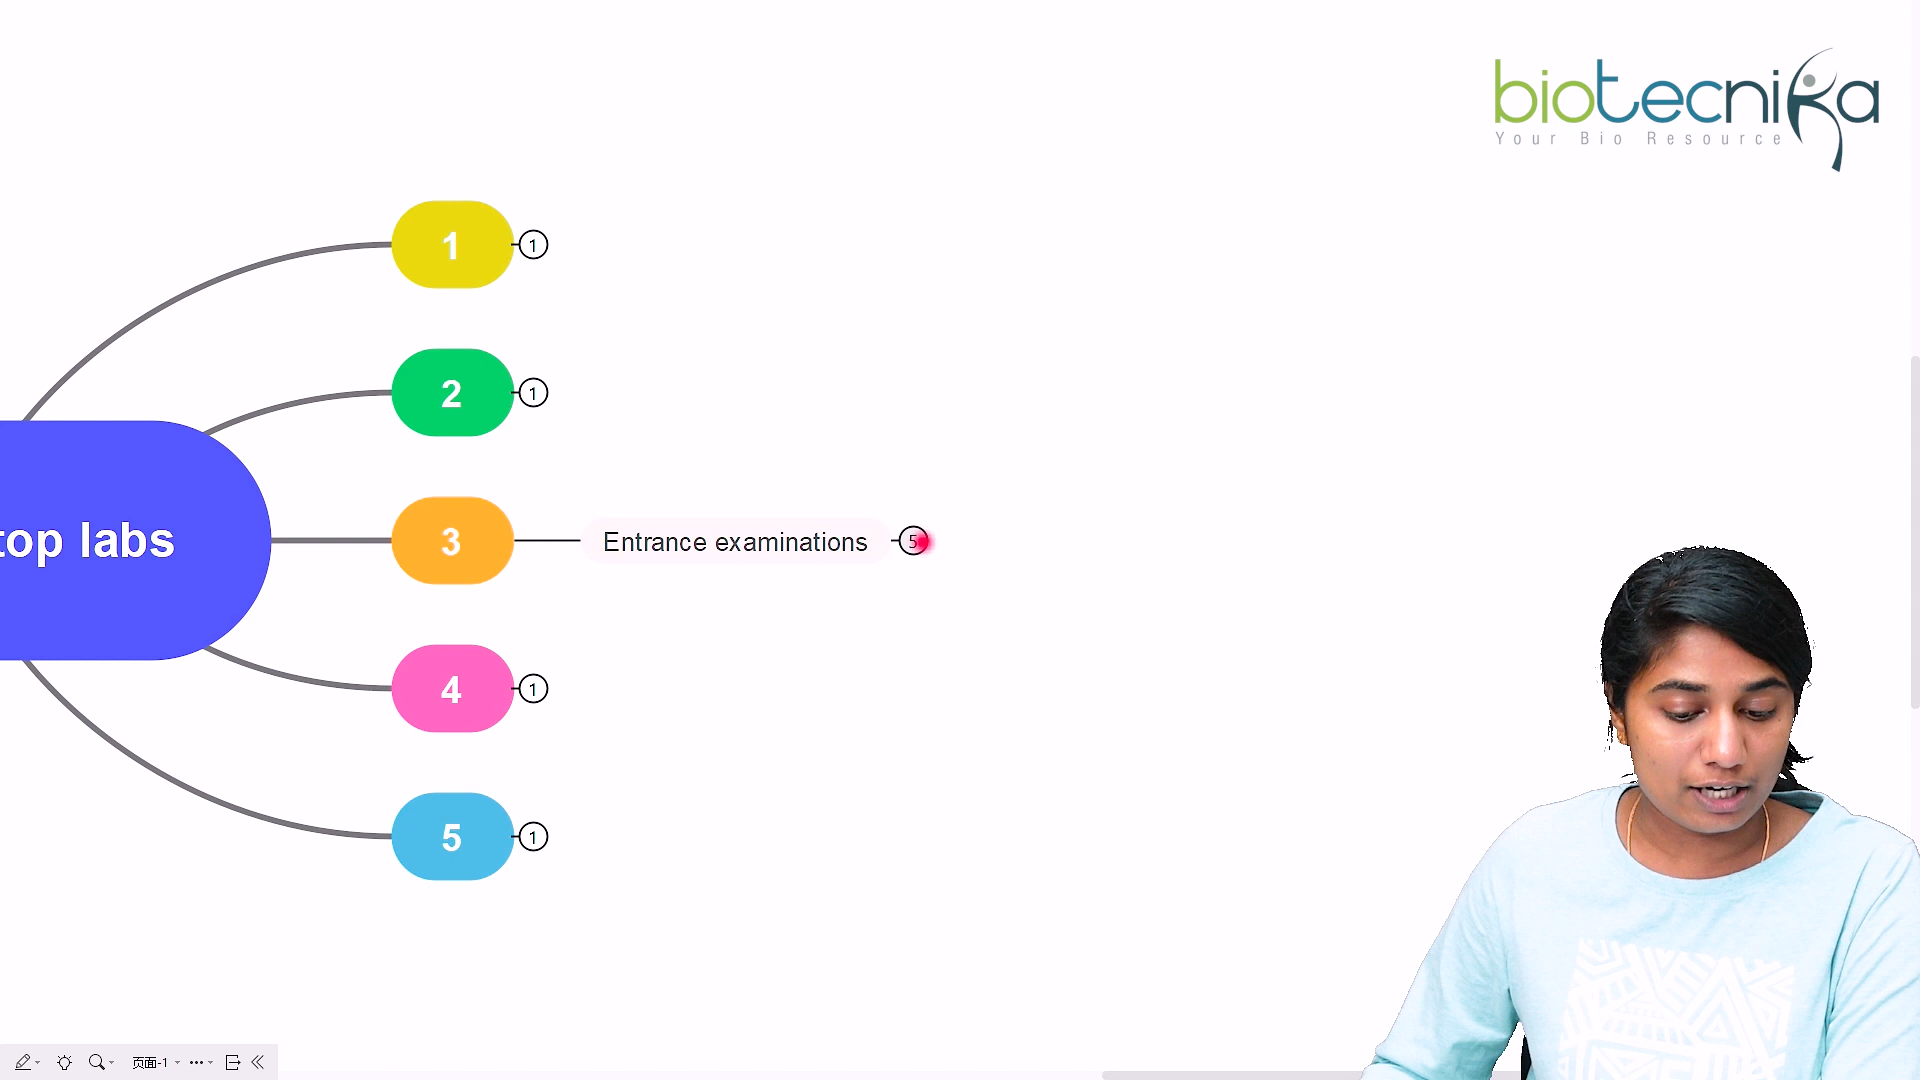 biotecnika
Your Bio Resource
1 1
2 1
top labs
3 Entrance examinations 5
4 1
5 1
页面-1